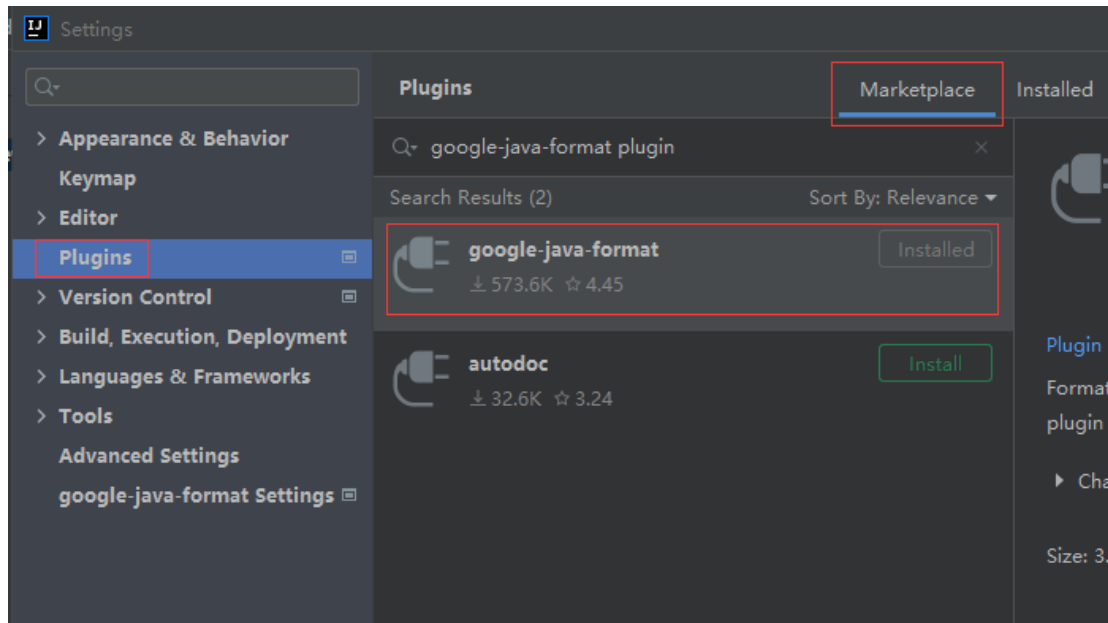 IJ Settings
Plugins
Marketplace Installed
Appearance & Behavior
Keymap
Editor
Plugins
Version Control
Build, Execution, Deployment
Languages & Frameworks
Tools
Advanced Settings
google-java-format Settings
google-java-format plugin
Search Results (2) Sort By: Relevance
google-java-format Installed
573.6K 4.45
autodoc Install
32.6K 3.24
Plugin
Format
plugin
Cha
Size: 3.